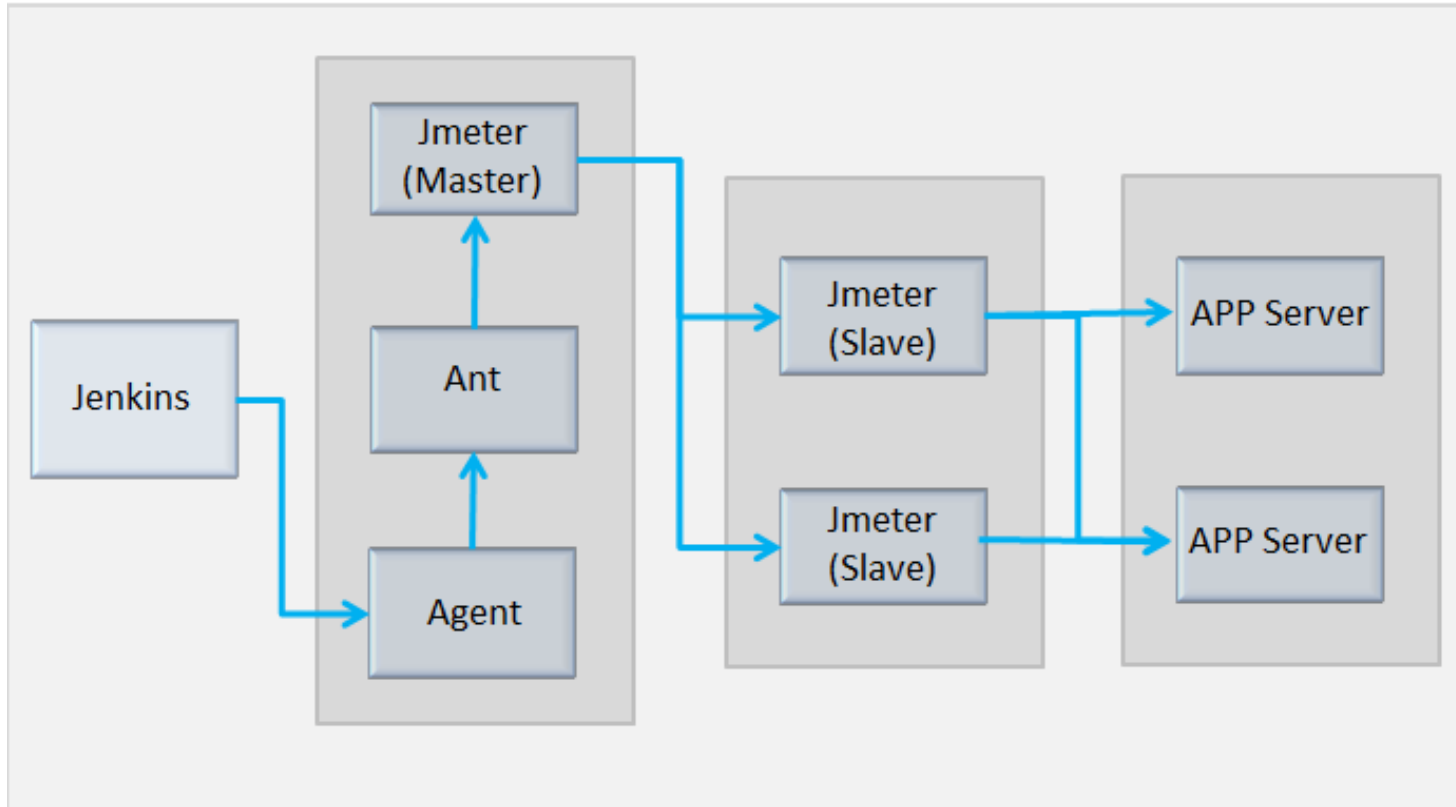 Jenkins
Jmeter
(Master)
Ant
Agent
Jmeter
(Slave)
Jmeter
(Slave)
APP Server
APP Server